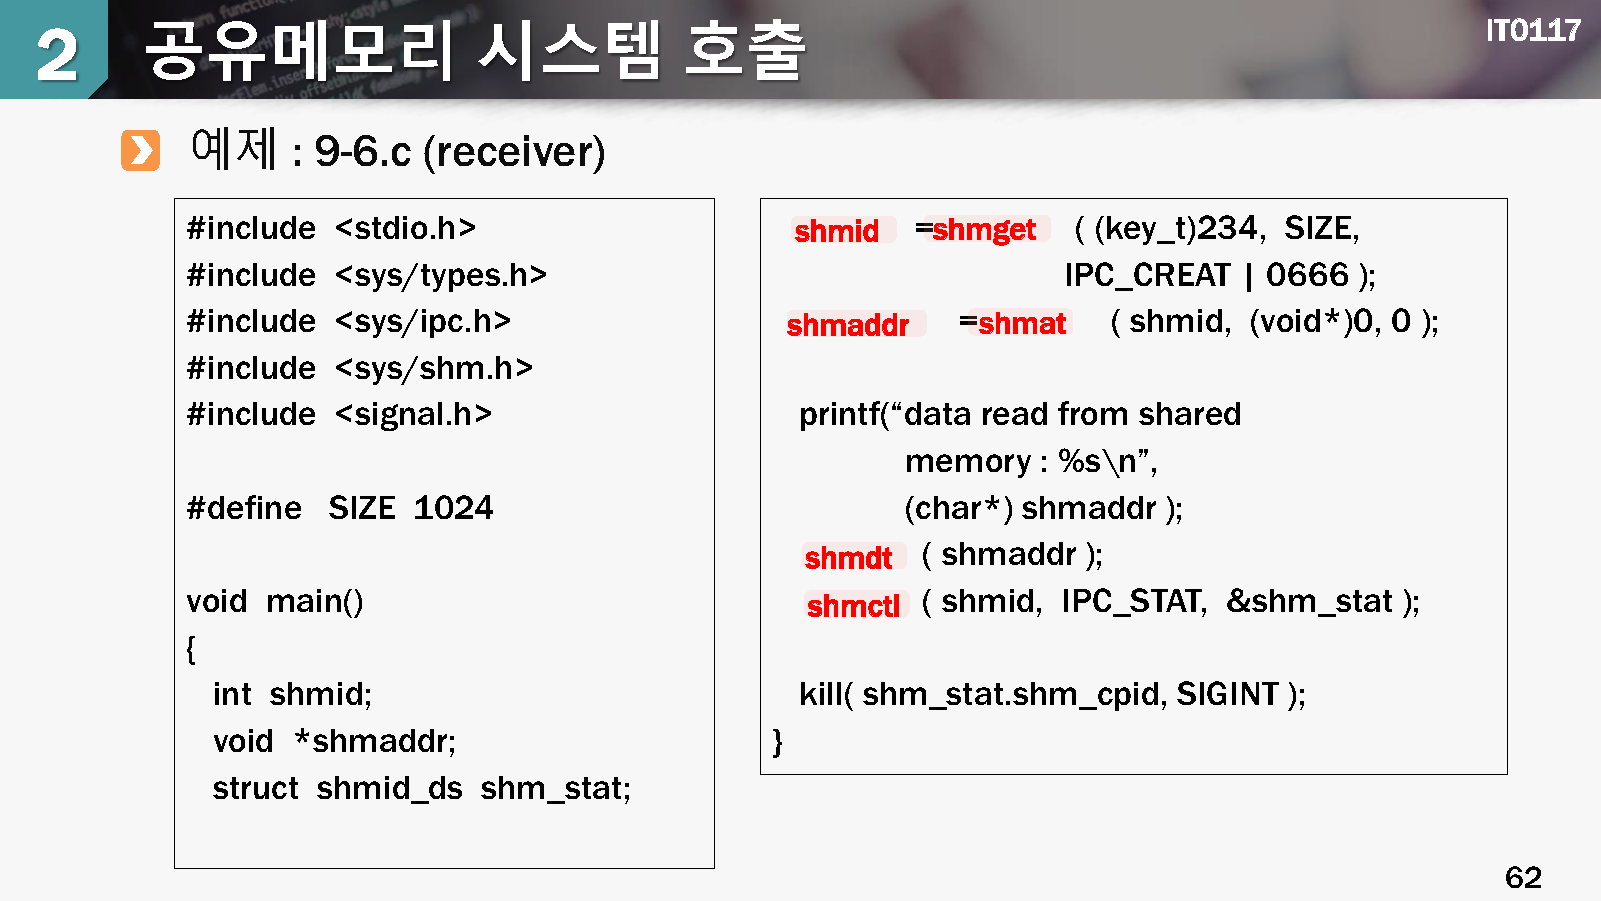 2 공유메모리 시스템 호출
IT0117
예제 : 9-6.c (receiver)
#include <stdio.h>
#include <sys/types.h>
#include <sys/ipc.h>
#include <sys/shm.h>
#include <signal.h>
#define SIZE 1024
void main()
{
int shmid;
void *shmaddr;
struct shmid_ds shm_stat;
shmid =shmget ( (key_t)234, SIZE,
IPC_CREAT | 0666 );
shmaddr =shmat ( shmid, (void*)0, 0 );
printf(“data read from shared
memory : %s\n”,
(char*) shmaddr );
shmdt ( shmaddr );
shmctl ( shmid, IPC_STAT, &shm_stat );
kill( shm_stat.shm_cpid, SIGINT );
}
62